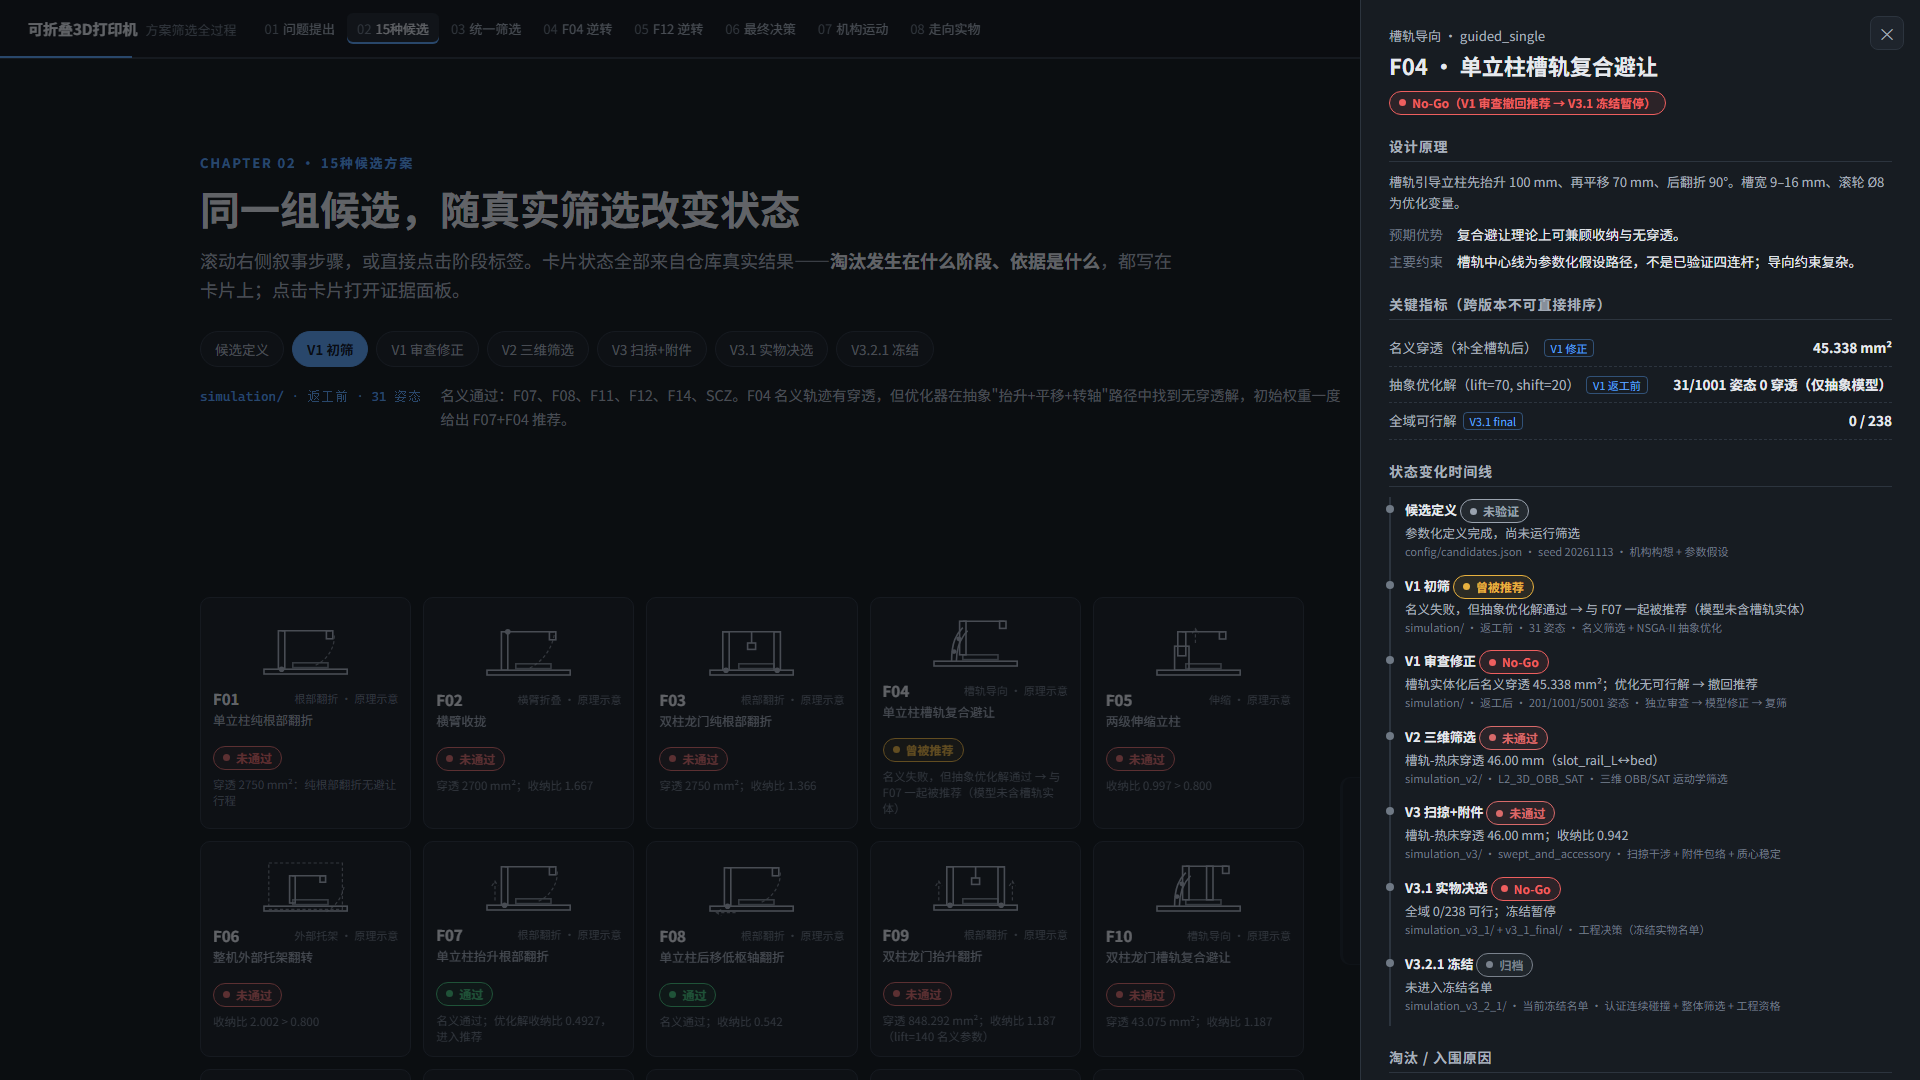 可折叠3D打印机 方案筛选全过程 01 问题提出 02 15种候选 03 统一筛选 04 F04 逆转 05 F12 逆转 06 最终决策 07 机构运动 08 走向实物
CHAPTER 02 · 15种候选方案
同一组候选，随真实筛选改变状态
滚动右侧叙事步骤，或直接点击阶段标签。卡片状态全部来自仓库真实结果——淘汰发生在什么阶段、依据是什么，都写在
卡片上；点击卡片打开证据面板。
候选定义 V1 初筛 V1 审查修正 V2 三维筛选 V3 扫掠+附件 V3.1 实物决选 V3.2.1 冻结
simulation/ · 返工前 · 31 姿态
名义通过：F07、F08、F11、F12、F14、SCZ。F04 名义轨迹有穿透，但优化器在抽象"抬升+平移+转轴"路径中找到无穿透解，初始权重一度
给出 F07+F04 推荐。
F01 根部翻折 · 原理示意
单立柱纯根部翻折
未通过
穿透 2750 mm²：纯根部翻折无避让
行程
F02 横臂折叠 · 原理示意
横臂收拢
未通过
穿透 2700 mm²；收纳比 1.667
F03 根部翻折 · 原理示意
双柱龙门纯根部翻折
未通过
穿透 2750 mm²；收纳比 1.366
F04 槽轨导向 · 原理示意
单立柱槽轨复合避让
曾被推荐
名义失败，但抽象优化解通过 → 与
F07 一起被推荐（模型未含槽轨实
体）
F05 伸缩 · 原理示意
两级伸缩立柱
未通过
收纳比 0.997 > 0.800
F06 外部托架 · 原理示意
整机外部托架翻转
未通过
收纳比 2.002 > 0.800
F07 根部翻折 · 原理示意
单立柱抬升根部翻折
通过
名义通过；优化解收纳比 0.4927，
进入推荐
F08 根部翻折 · 原理示意
单立柱后移低枢轴翻折
通过
名义通过；收纳比 0.542
F09 根部翻折 · 原理示意
双柱龙门抬升翻折
未通过
穿透 848.292 mm²；收纳比 1.187
（lift=140 名义参数）
F10 槽轨导向 · 原理示意
双柱龙门槽轨复合避让
未通过
穿透 43.075 mm²；收纳比 1.187
槽轨导向 · guided_single
F04 · 单立柱槽轨复合避让
No-Go（V1 审查撤回推荐 → V3.1 冻结暂停）
设计原理
槽轨引导立柱先抬升 100 mm、再平移 70 mm、后翻折 90°。槽宽 9–16 mm、滚轮 Ø8
为优化变量。
预期优势 复合避让理论上可兼顾收纳与无穿透。
主要约束 槽轨中心线为参数化假设路径，不是已验证四连杆；导向约束复杂。
关键指标（跨版本不可直接排序）
名义穿透（补全槽轨后） V1 修正 45.338 mm²
抽象优化解（lift=70, shift=20） V1 返工前 31/1001 姿态 0 穿透（仅抽象模型）
全域可行解 V3.1 final 0 / 238
状态变化时间线
候选定义 未验证
参数化定义完成，尚未运行筛选
config/candidates.json · seed 20261113 · 机构构想 + 参数假设
V1 初筛 曾被推荐
名义失败，但抽象优化解通过 → 与 F07 一起被推荐（模型未含槽轨实体）
simulation/ · 返工前 · 31 姿态 · 名义筛选 + NSGA-II 抽象优化
V1 审查修正 No-Go
槽轨实体化后名义穿透 45.338 mm²；优化无可行解 → 撤回推荐
simulation/ · 返工后 · 201/1001/5001 姿态 · 独立审查 → 模型修正 → 复筛
V2 三维筛选 未通过
槽轨-热床穿透 46.00 mm（slot_rail_L↔bed）
simulation_v2/ · L2_3D_OBB_SAT · 三维 OBB/SAT 运动学筛选
V3 扫掠+附件 未通过
槽轨-热床穿透 46.00 mm；收纳比 0.942
simulation_v3/ · swept_and_accessory · 扫掠干涉 + 附件包络 + 质心稳定
V3.1 实物决选 No-Go
全域 0/238 可行；冻结暂停
simulation_v3_1/ + v3_1_final/ · 工程决策（冻结实物名单）
V3.2.1 冻结 归档
未进入冻结名单
simulation_v3_2_1/ · 当前冻结名单 · 认证连续碰撞 + 整体筛选 + 工程资格
淘汰 / 入围原因